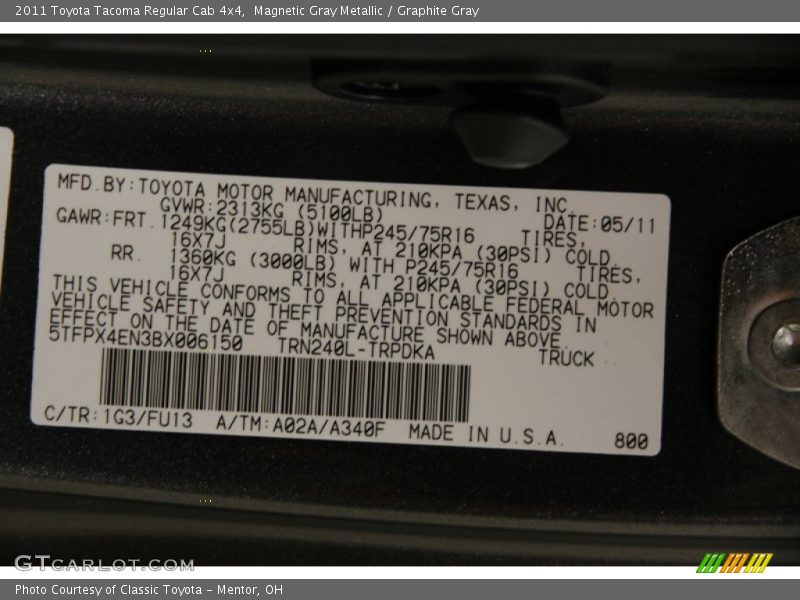 2011 Toyota Tacoma Regular Cab 4x4,  Magnetic Gray Metallic / Graphite Gray
MFD.BY:TOYOTA MOTOR MANUFACTURING, TEXAS, INC.
GVWR:2313KG (5100LB) DATE:05/11
GAWR:FRT. 1249KG(2755LB)WITHP245/75R16 TIRES,
16X7J RIMS, AT 210KPA (30PSI) COLD
RR. 1360KG (3000LB) WITH P245/75R16 TIRES,
16X7J RIMS, AT 210KPA (30PSI) COLD
THIS VEHICLE CONFORMS TO ALL APPLICABLE FEDERAL MOTOR
VEHICLE SAFETY AND THEFT PREVENTION STANDARDS IN
EFFECT ON THE DATE OF MANUFACTURE SHOWN ABOVE.
5TFPX4EN3BX006150 TRN240L-TRPDKA TRUCK
C/TR:1G3/FU13 A/TM:A02A/A340F MADE IN U.S.A. 800
GTCARLOT.COM
Photo Courtesy of Classic Toyota - Mentor, OH